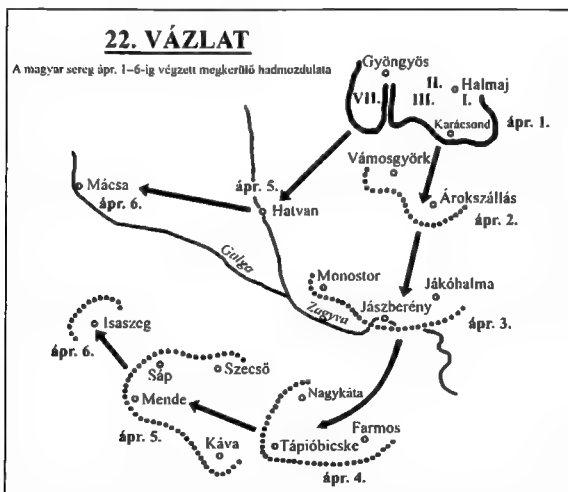 22. VÁZLAT
A magyar sereg ápr. 1–6-ig végzett megkerülő hadmozdulata
Gyöngyös
VII.
II.
Halmaj
III.
I.
Karácsond
ápr. 1.
Vámosgyörk
Árokszállás
ápr. 2.
ápr. 5.
Mácsa
ápr. 6.
Hatvan
Galga
Monostor
Jákóhalma
Jászberény
Zagyva
ápr. 3.
Isaszeg
ápr. 6.
Szecsö
Sáp
Nagykáta
Mende
Farmos
ápr. 5.
Káva
Tápióbicske
ápr. 4.